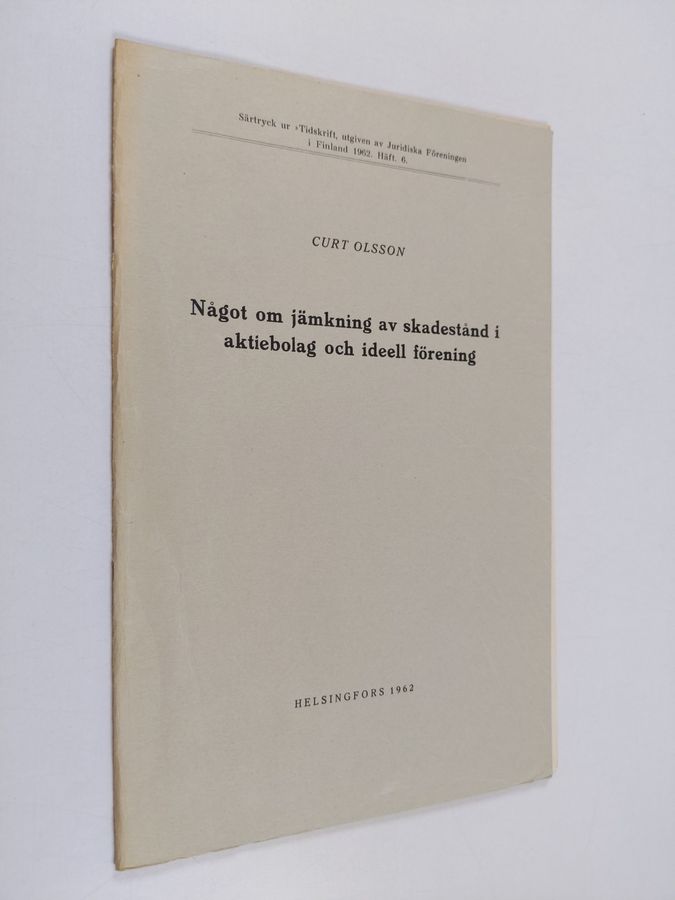 Särtryck ur »Tidskrift, utgiven av Juridiska Föreningen
i Finland 1962. Häft. 6.
CURT OLSSON
Något om jämkning av skadestånd i
aktiebolag och ideell förening
HELSINGFORS 1962